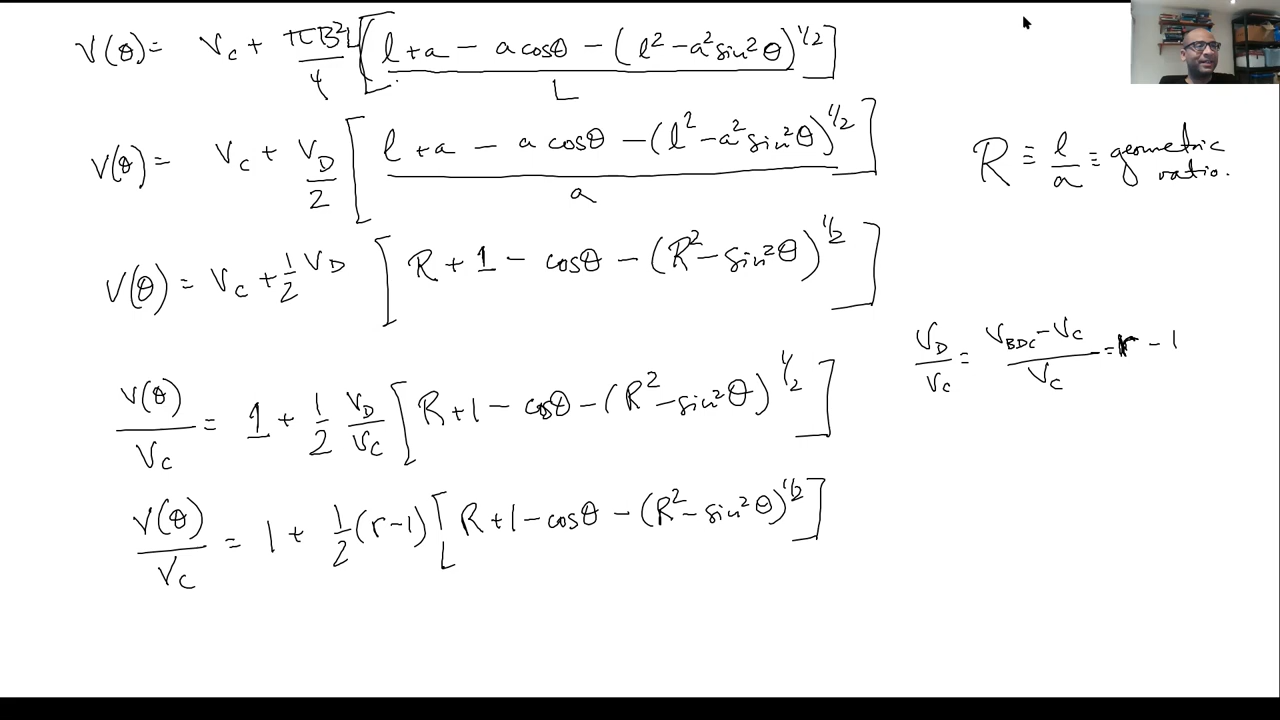 V(θ) = V_C + πB²L/4 [ (l + a − a cosθ − (l² − a² sin²θ)^1/2) / L ]
V(θ) = V_C + V_D/2 [ (l + a − a cosθ − (l² − a² sin²θ)^1/2) / a ]
R ≡ l/a ≡ geometric ratio.
V(θ) = V_C + 1/2 V_D [ R + 1 − cosθ − (R² − sin²θ)^1/2 ]
V_D/V_C = (V_BDC − V_C)/V_C = r − 1
V(θ)/V_C = 1 + 1/2 V_D/V_C [ R + 1 − cosθ − (R² − sin²θ)^1/2 ]
V(θ)/V_C = 1 + 1/2 (r − 1) [ R + 1 − cosθ − (R² − sin²θ)^1/2 ]